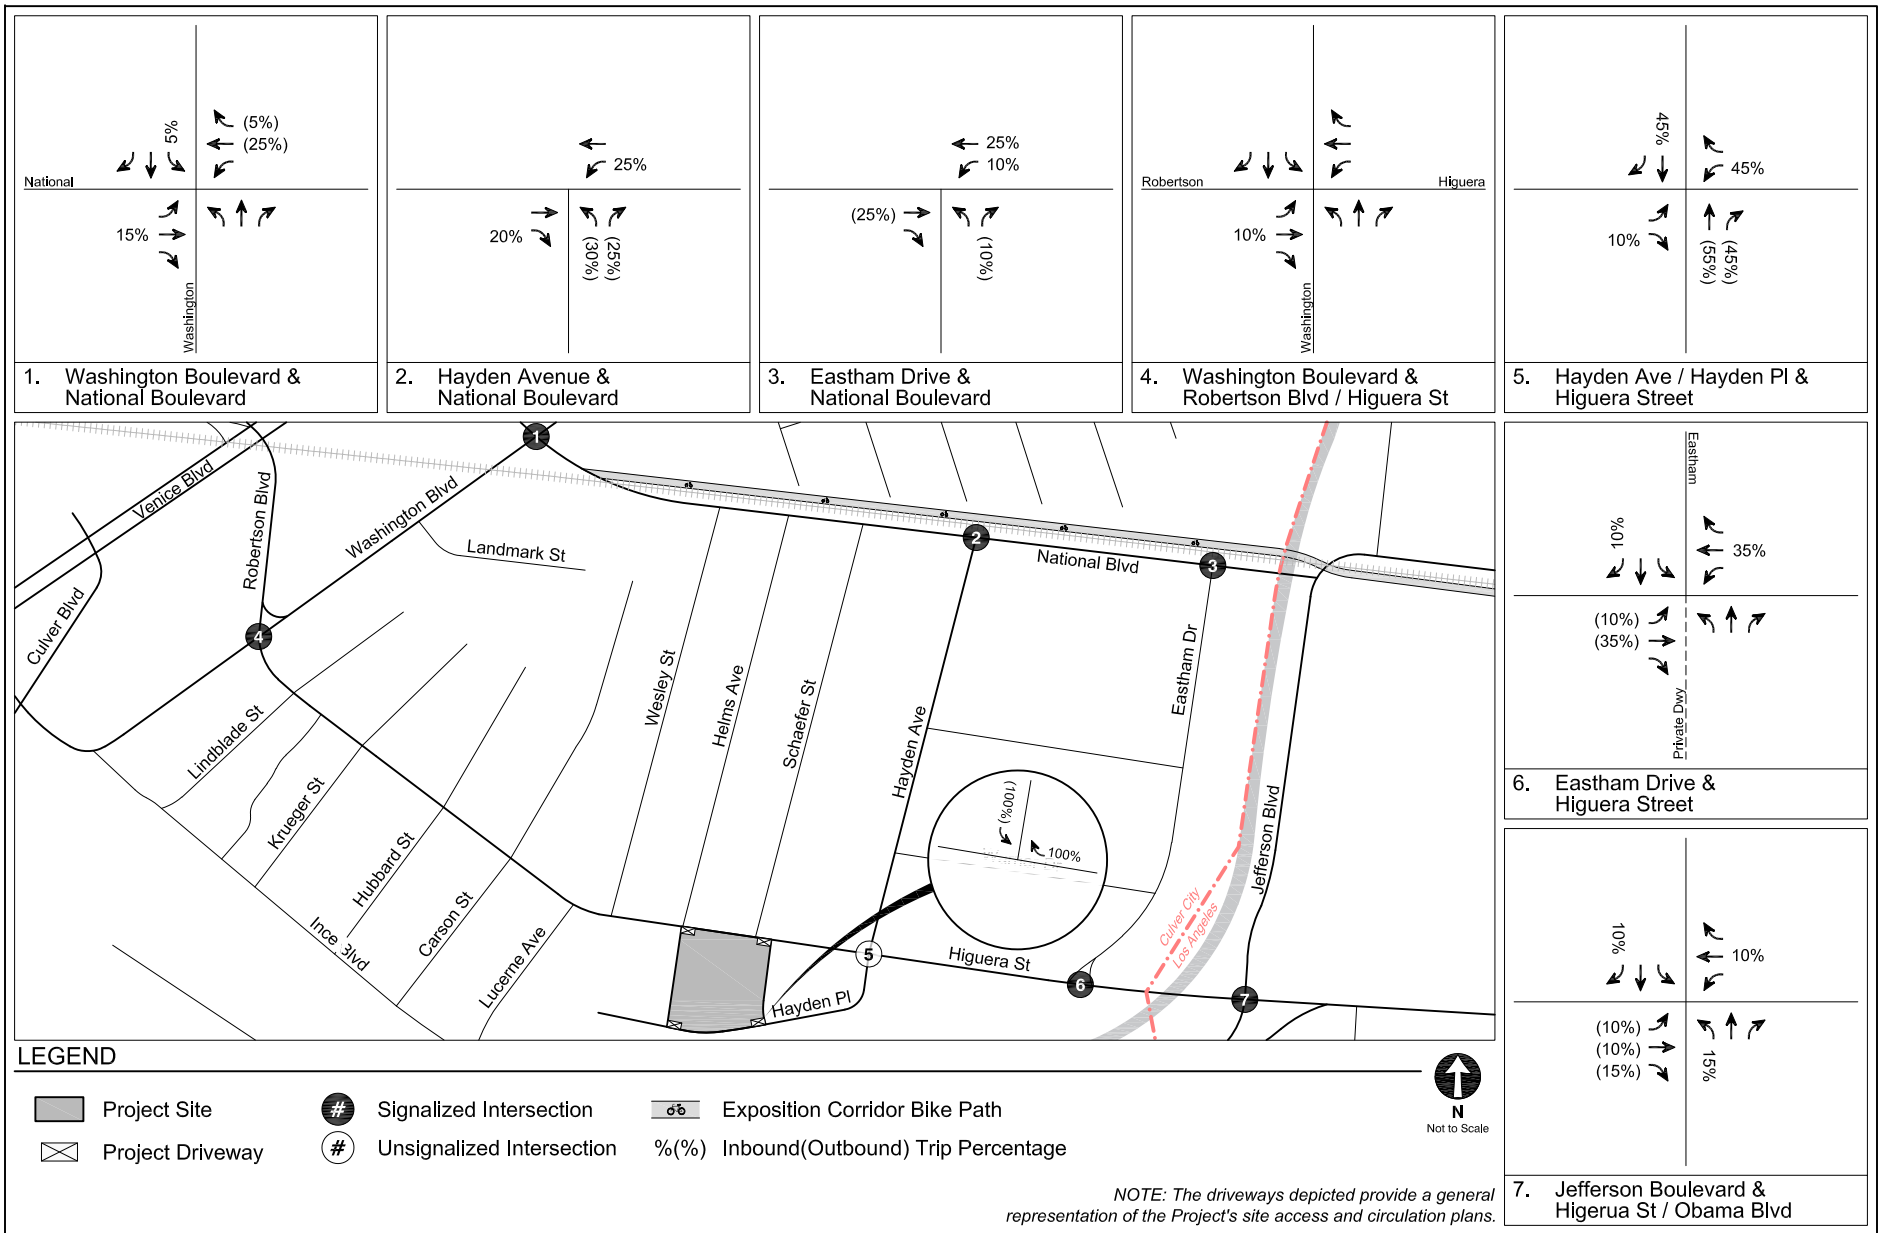 5%
(5%)
(25%)
National
15%
Washington
1. Washington Boulevard &
National Boulevard
25%
20%
(30%)
(25%)
2. Hayden Avenue &
National Boulevard
25%
10%
(25%)
(10%)
3. Eastham Drive &
National Boulevard
Robertson
Higuera
10%
Washington
4. Washington Boulevard &
Robertson Blvd / Higuera St
45%
45%
10%
(55%)
(45%)
5. Hayden Ave / Hayden Pl &
Higuera Street
Eastham
10%
35%
(10%)
(35%)
Private Dwy
6. Eastham Drive &
Higuera Street
10%
10%
(10%)
(10%)
(15%)
15%
7. Jefferson Boulevard &
Higerua St / Obama Blvd
1
2
3
4
5
6
7
Venice Blvd
Robertson Blvd
Washington Blvd
Culver Blvd
Landmark St
National Blvd
Lindblade St
Krueger St
Hubbard St
Carson St
Ince Blvd
Lucerne Ave
Wesley St
Helms Ave
Schaefer St
Hayden Ave
Eastham Dr
Jefferson Blvd
(100%)
100%
Culver City
Los Angeles
Higuera St
Hayden Pl
LEGEND
Project Site
# Signalized Intersection
Exposition Corridor Bike Path
Project Driveway
# Unsignalized Intersection
%(%) Inbound(Outbound) Trip Percentage
N
Not to Scale
NOTE: The driveways depicted provide a general
representation of the Project's site access and circulation plans.